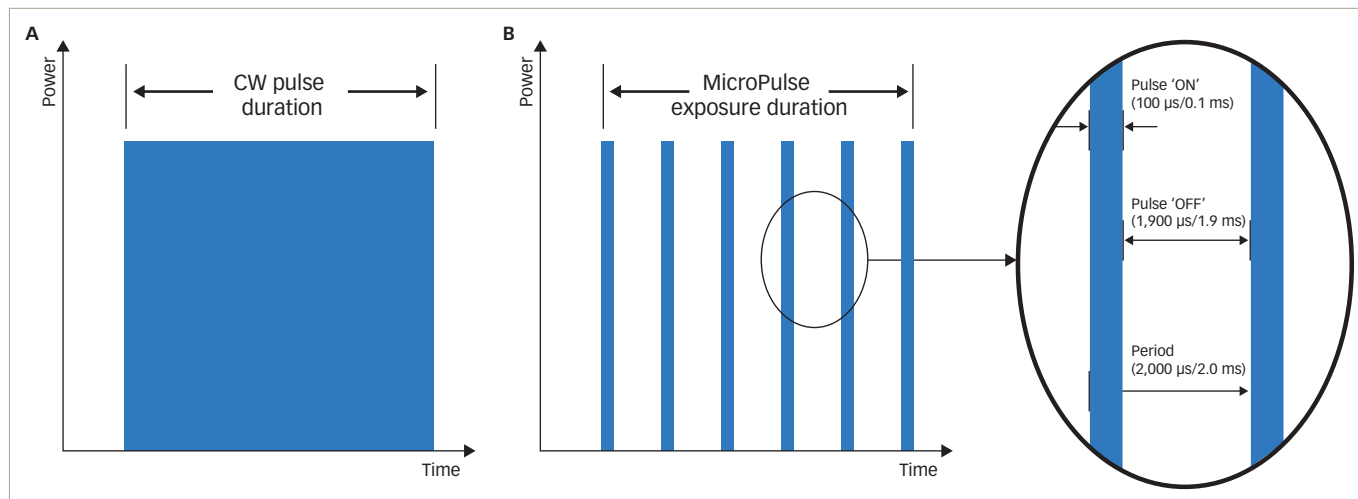 A
Power
CW pulse
duration
Time
B
Power
MicroPulse
exposure duration
Time
Pulse ‘ON’
(100 µs/0.1 ms)
Pulse ‘OFF’
(1,900 µs/1.9 ms)
Period
(2,000 µs/2.0 ms)